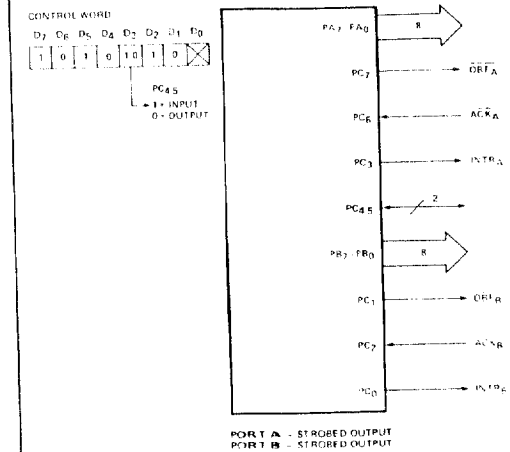 CONTROL WORD
D7 D6 D5 D4 D3 D2 D1 D0
1 0 1 0 1 0 1 0
PC4,5
1 = INPUT
0 = OUTPUT
PA7 - PA0
8
PC7
OBFA
PC6
ACKA
PC3
INTRA
PC4,5
2
PB7 - PB0
8
PC1
OBFB
PC2
ACKB
PC0
INTRB
PORT A - STROBED OUTPUT
PORT B - STROBED OUTPUT